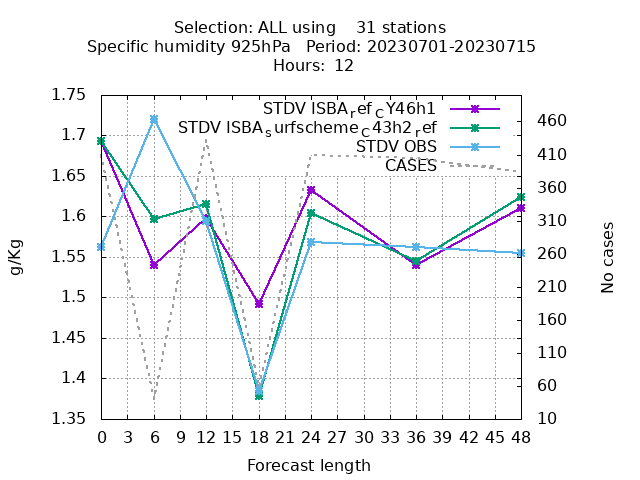 Selection: ALL using    31 stations
Specific humidity 925hPa   Period: 20230701-20230715
Hours:  12
STDV ISBA_ref_CY46h1
STDV ISBA_surfscheme_C43h2_ref
STDV OBS
CASES
1.75
1.7
1.65
1.6
1.55
1.5
1.45
1.4
1.35
460
410
360
310
260
210
160
110
60
10
g/Kg
No cases
0 3 6 9 12 15 18 21 24 27 30 33 36 39 42 45 48
Forecast length